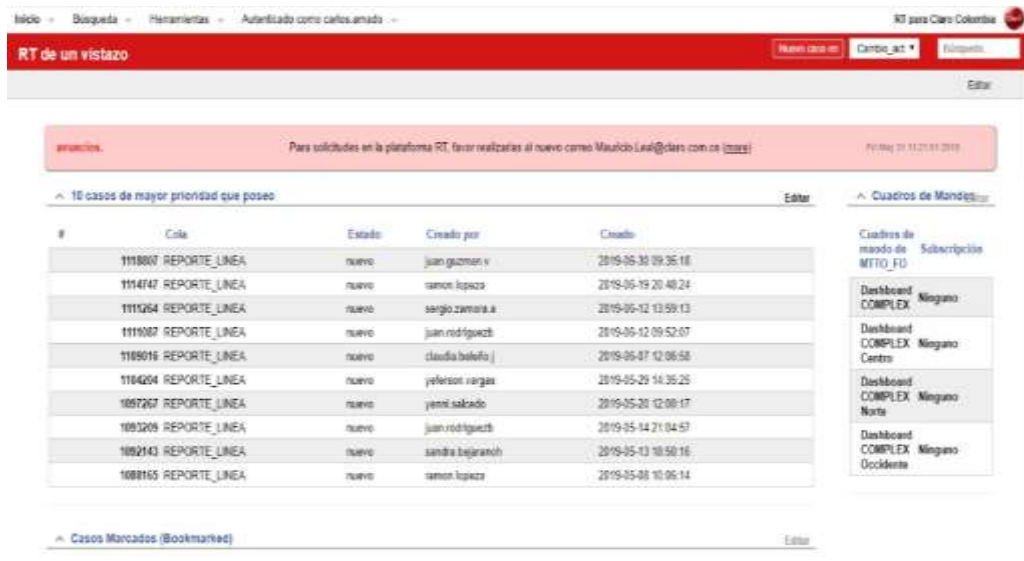 Inicio
Búsqueda
Herramientas
Autenticado como carlos.amado
RT para Claro Colombia
RT de un vistazo
Nuevo caso en
Cambio_act
Búsqueda...
Editar
anuncios.
Para solicitudes en la plataforma RT, favor realizarlas al nuevo correo Mauricio.Leal@claro.com.co (more)
10 casos de mayor prioridad que poseo
Editar
# Cola Estado Creado por Creado
1118807 REPORTE_LINEA nuevo juan.guzman.v 2019-06-30 09:35:18
1114747 REPORTE_LINEA nuevo ramon.lopezo 2019-06-19 20:48:24
1111264 REPORTE_LINEA nuevo sergio.zamora.a 2019-06-12 13:59:13
1111087 REPORTE_LINEA nuevo juan.rodriguezb 2019-06-12 09:52:07
1109016 REPORTE_LINEA nuevo 2019-06-07 12:06:58
1104204 REPORTE_LINEA nuevo yeferson.vargas 2019-05-29 14:35:25
1097267 REPORTE_LINEA nuevo yenni.salcedo 2019-05-20 12:08:17
1093209 REPORTE_LINEA nuevo juan.rodriguezb 2019-05-14 21:04:57
1092143 REPORTE_LINEA nuevo sandra.bejaranoh 2019-05-13 18:50:16
1088165 REPORTE_LINEA nuevo ramon.lopezo 2019-05-08 10:06:14
Casos Marcados (Bookmarked)
Editar
Cuadros de Mandos
Cuadros de
mando de Subscripción
MTTO_FO
Dashboard
COMPLEX Ninguno
Dashboard
COMPLEX Ninguno
Centro
Dashboard
COMPLEX Ninguno
Norte
Dashboard
COMPLEX Ninguno
Occidente